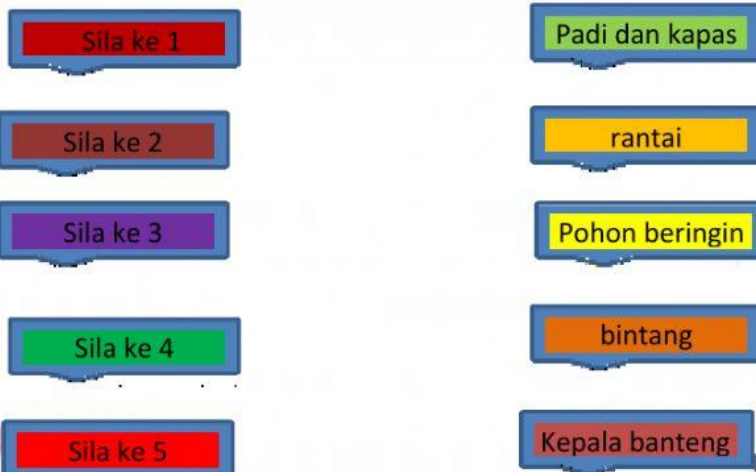 Sila ke 1
Padi dan kapas
Sila ke 2
rantai
Sila ke 3
Pohon beringin
Sila ke 4
bintang
Sila ke 5
Kepala banteng